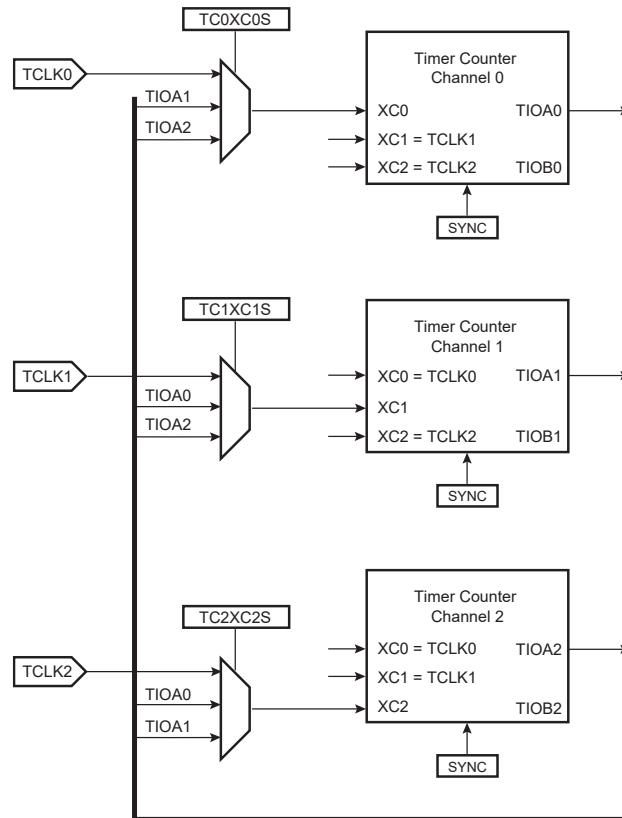 TC0XC0S
TCLK0
TIOA1
TIOA2
Timer Counter
Channel 0
XC0
TIOA0
XC1 = TCLK1
XC2 = TCLK2
TIOB0
SYNC
TC1XC1S
TCLK1
TIOA0
TIOA2
Timer Counter
Channel 1
XC0 = TCLK0
TIOA1
XC1
XC2 = TCLK2
TIOB1
SYNC
TC2XC2S
TCLK2
TIOA0
TIOA1
Timer Counter
Channel 2
XC0 = TCLK0
TIOA2
XC1 = TCLK1
XC2
TIOB2
SYNC